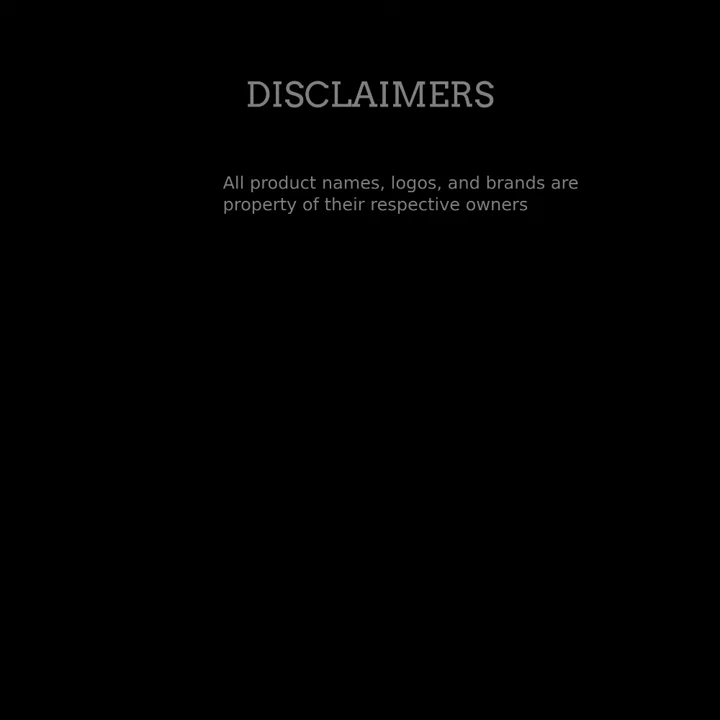 DISCLAIMERS
All product names, logos, and brands are
property of their respective owners